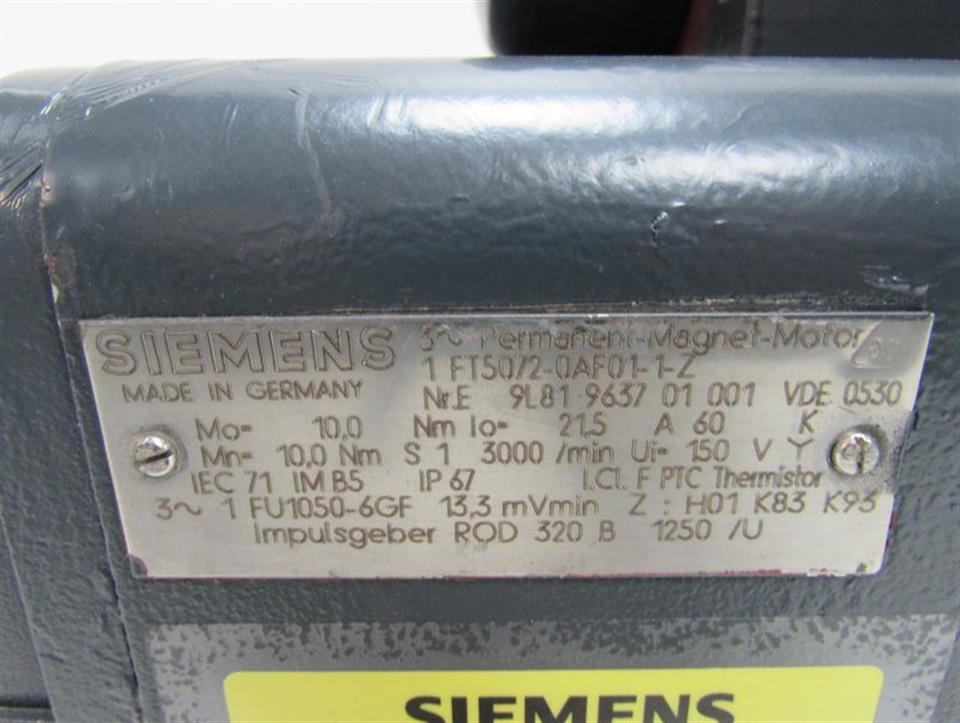 SIEMENS 3~ Permanent-Magnet-Motor
1 FT5072-0AF01-1-Z
MADE IN GERMANY Nr.E 9L81 9637 01 001 VDE 0530
Mo= 10,0 Nm Io= 21,5 A 60 K
Mn= 10,0 Nm S 1 3000 /min Ui= 150 V Y
IEC 71 IM B5 IP 67 I.Cl. F PTC Thermistor
3~ 1 FU1050-6GF 13,3 mVmin Z : H01 K83 K93
Impulsgeber ROD 320 B 1250 /U
SIEMENS